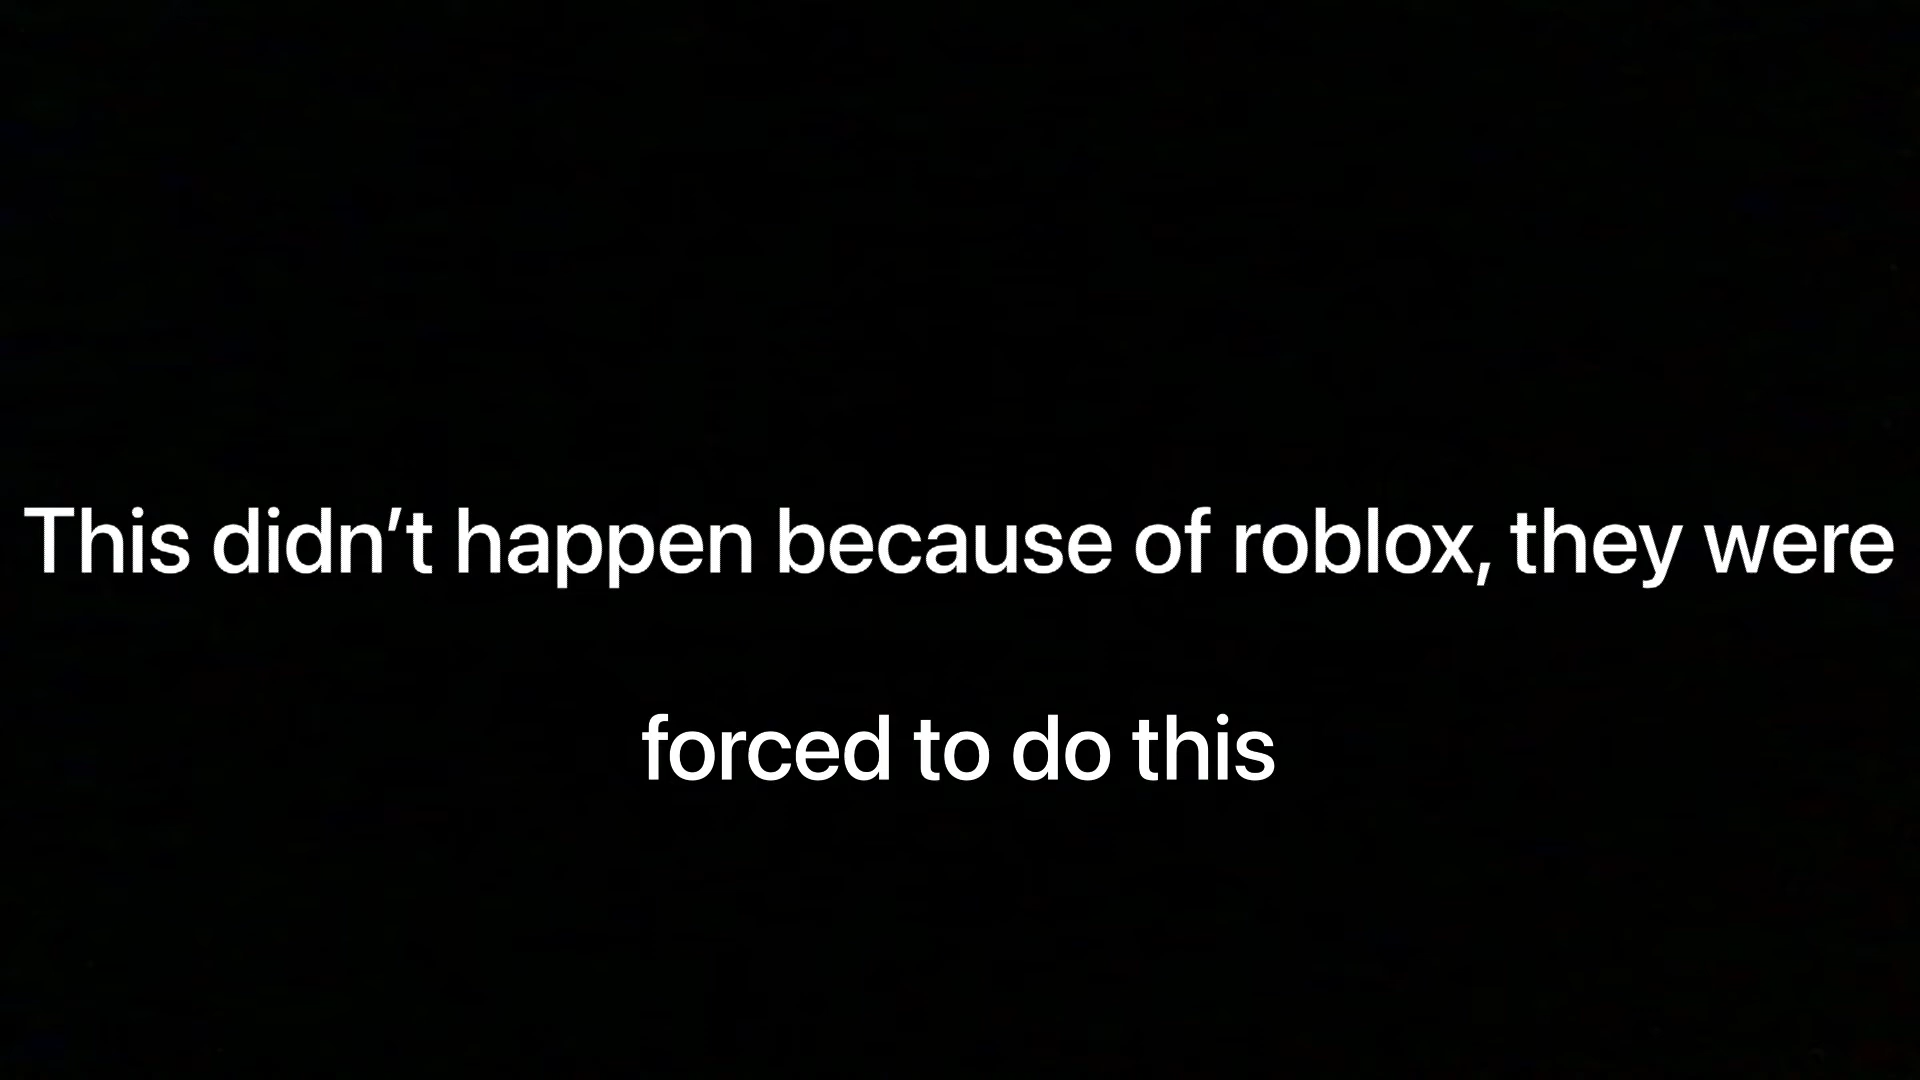 This didn’t happen because of roblox, they were
forced to do this